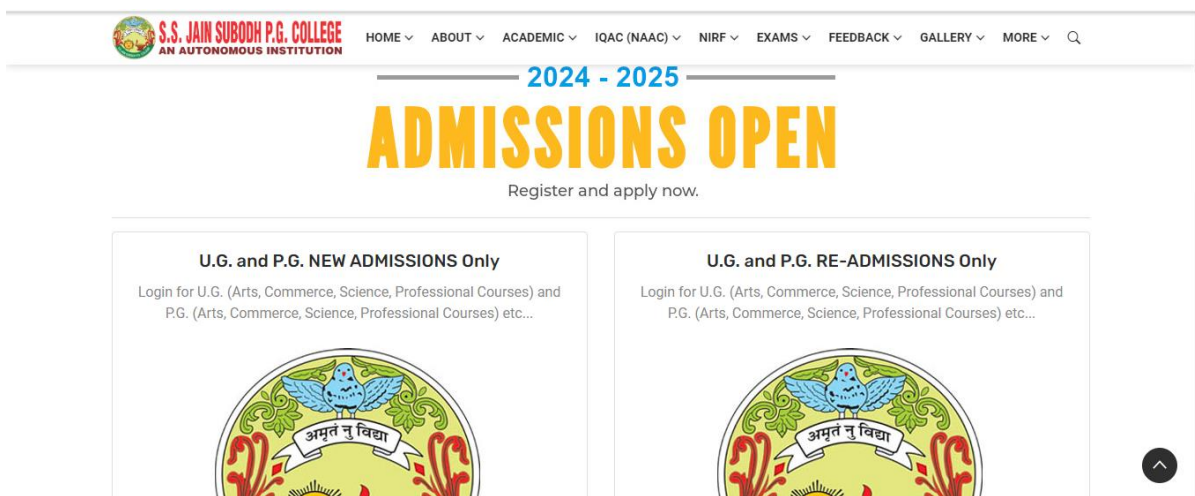 S.S. JAIN SUBODH P.G. COLLEGE
AN AUTONOMOUS INSTITUTION
HOME ABOUT ACADEMIC IQAC (NAAC) NIRF EXAMS FEEDBACK GALLERY MORE
2024 - 2025
ADMISSIONS OPEN
Register and apply now.
U.G. and P.G. NEW ADMISSIONS Only
Login for U.G. (Arts, Commerce, Science, Professional Courses) and
P.G. (Arts, Commerce, Science, Professional Courses) etc...
अमृतं नु विद्या
U.G. and P.G. RE-ADMISSIONS Only
Login for U.G. (Arts, Commerce, Science, Professional Courses) and
P.G. (Arts, Commerce, Science, Professional Courses) etc...
अमृतं नु विद्या